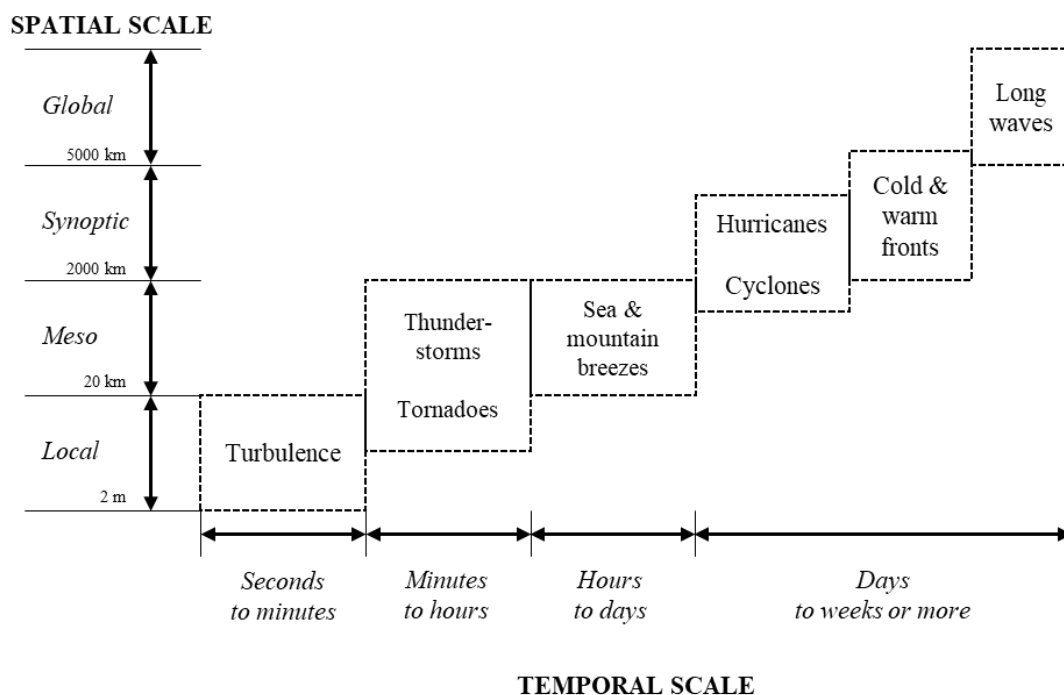 SPATIAL SCALE
Global
5000 km
Synoptic
2000 km
Meso
20 km
Local
2 m
Turbulence
Thunder-
storms
Tornadoes
Sea &
mountain
breezes
Hurricanes
Cyclones
Cold &
warm
fronts
Long
waves
Seconds
to minutes
Minutes
to hours
Hours
to days
Days
to weeks or more
TEMPORAL SCALE